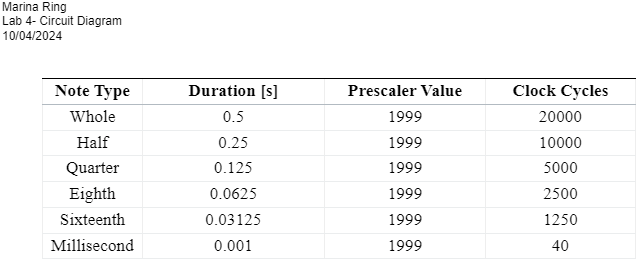 Marina Ring
Lab 4- Circuit Diagram
10/04/2024
Note Type Duration [s] Prescaler Value Clock Cycles
Whole 0.5 1999 20000
Half 0.25 1999 10000
Quarter 0.125 1999 5000
Eighth 0.0625 1999 2500
Sixteenth 0.03125 1999 1250
Millisecond 0.001 1999 40